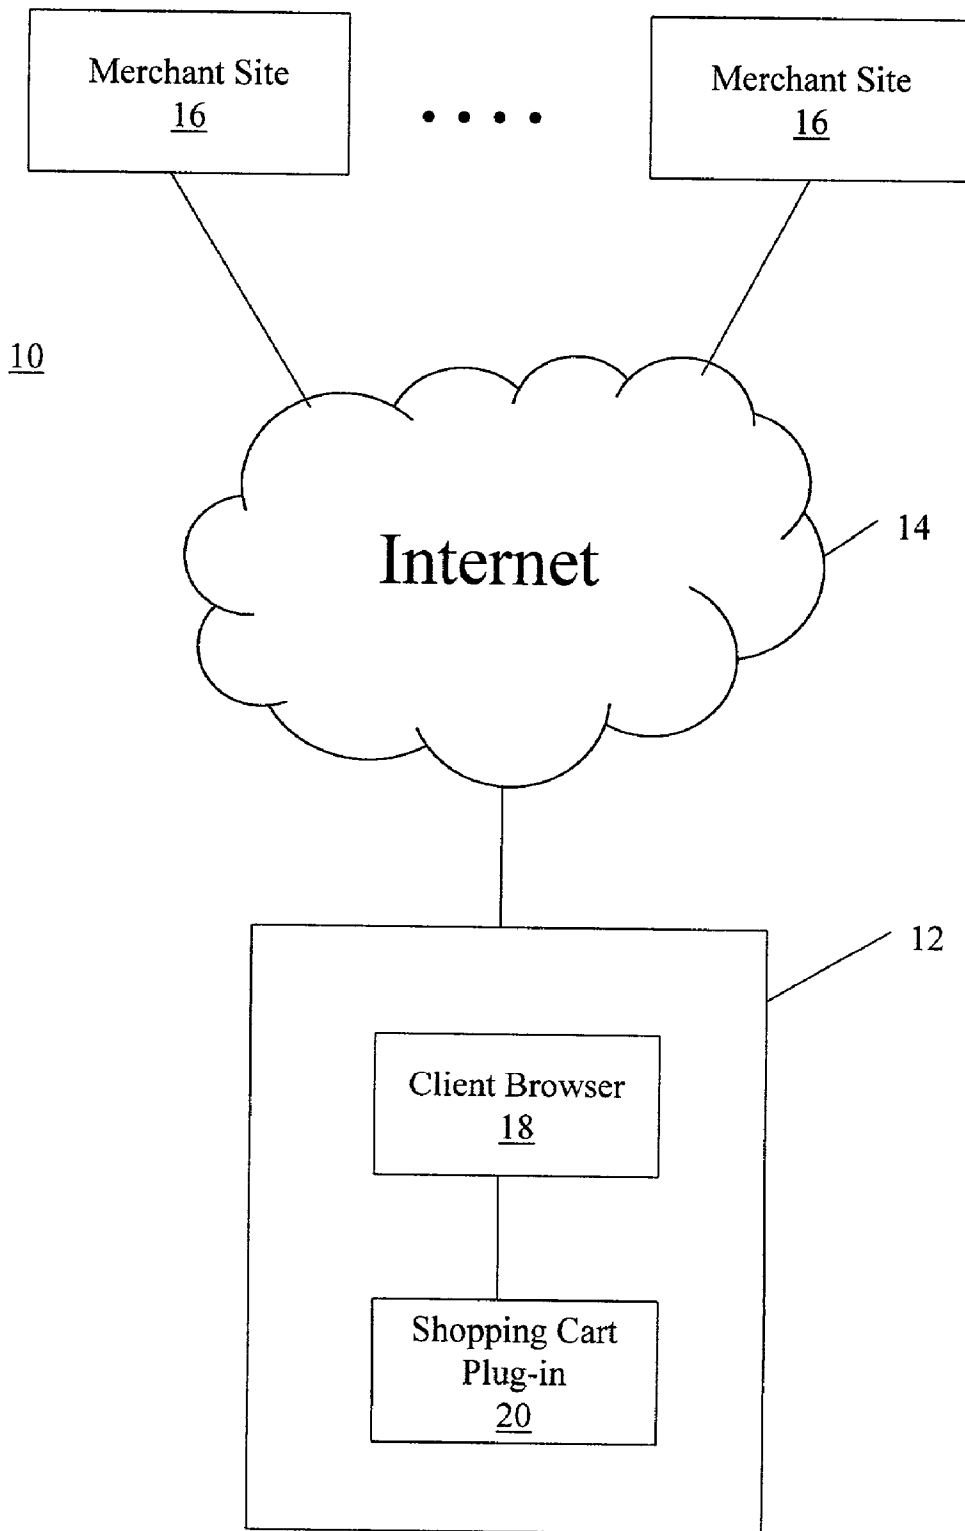 Merchant Site
16
Merchant Site
16
10
14
Internet
12
Client Browser
18
Shopping Cart
Plug-in
20